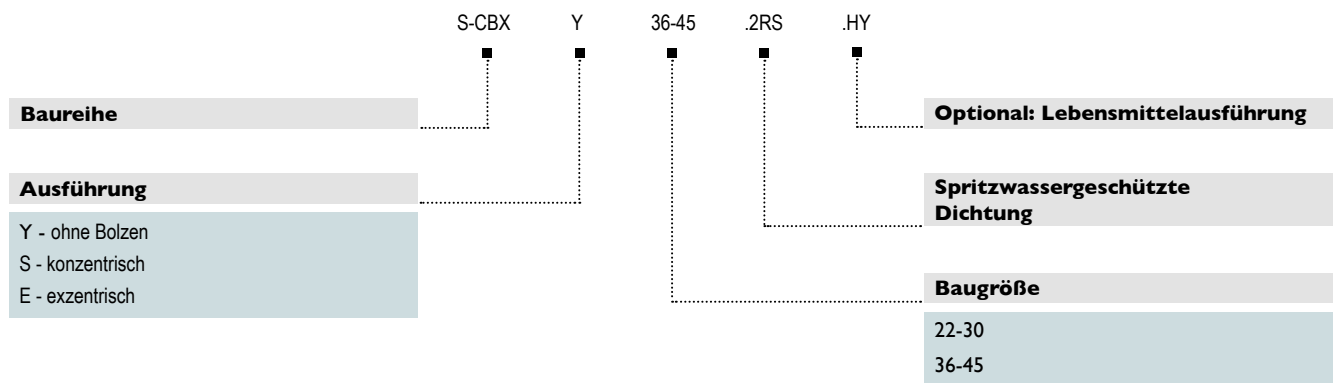 S-CBX Y 36-45 .2RS .HY
Baureihe
Optional: Lebensmittelausführung
Ausführung
Y - ohne Bolzen
S - konzentrisch
E - exzentrisch
Spritzwassergeschützte
Dichtung
Baugröße
22-30
36-45